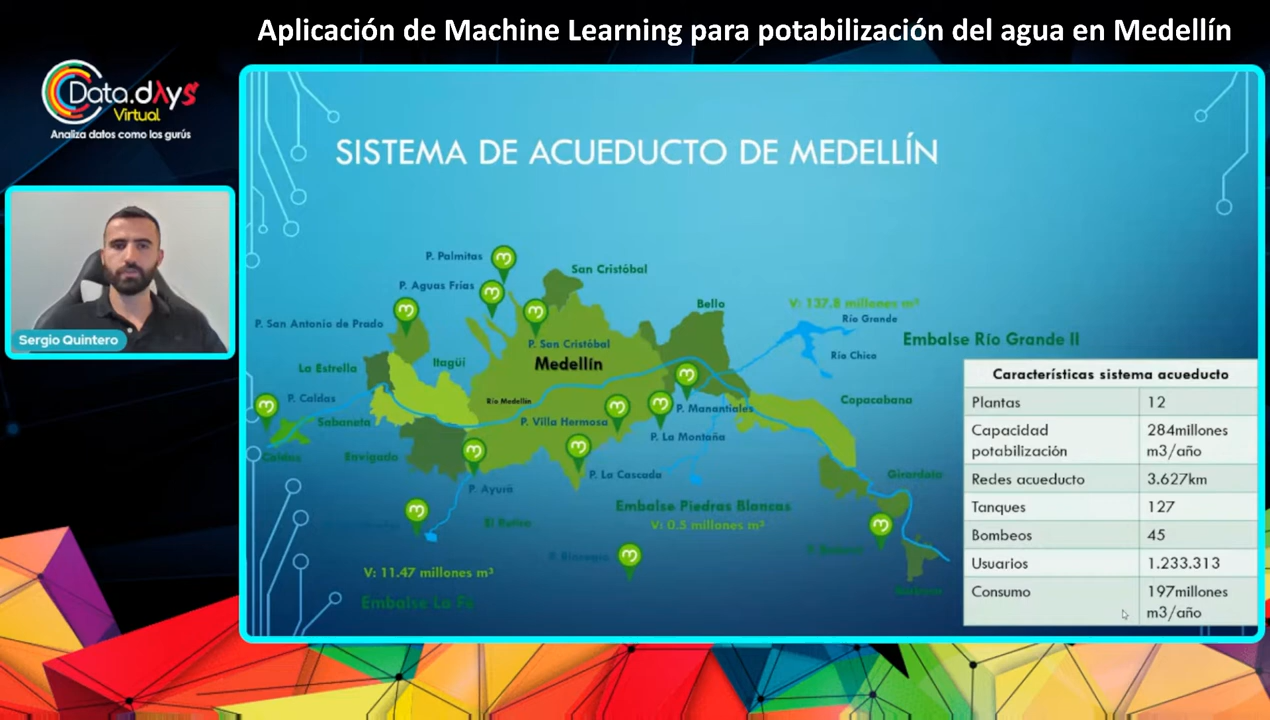 Aplicación de Machine Learning para potabilización del agua en Medellín
Data.dAys
Virtual
Analiza datos como los gurús
Sergio Quintero
SISTEMA DE ACUEDUCTO DE MEDELLÍN
P. Palmitas
San Cristóbal
P. Aguas Frías
Bello
V: 137.8 millones m³
Río Grande
P. San Antonio de Prado
P. San Cristóbal
Embalse Río Grande II
Río Chico
Itagüí
Medellín
La Estrella
P. Caldas
Río Medellín
Copacabana
P. Manantiales
Sabaneta
P. Villa Hermosa
P. La Montaña
Caldas
Envigado
P. La Cascada
Girardota
P. Ayurá
Embalse Piedras Blancas
V: 0.5 millones m³
El Retiro
V: 11.47 millones m³
Embalse La Fe
Características sistema acueducto
Plantas 12
Capacidad potabilización 284millones m3/año
Redes acueducto 3.627km
Tanques 127
Bombeos 45
Usuarios 1.233.313
Consumo 197millones m3/año